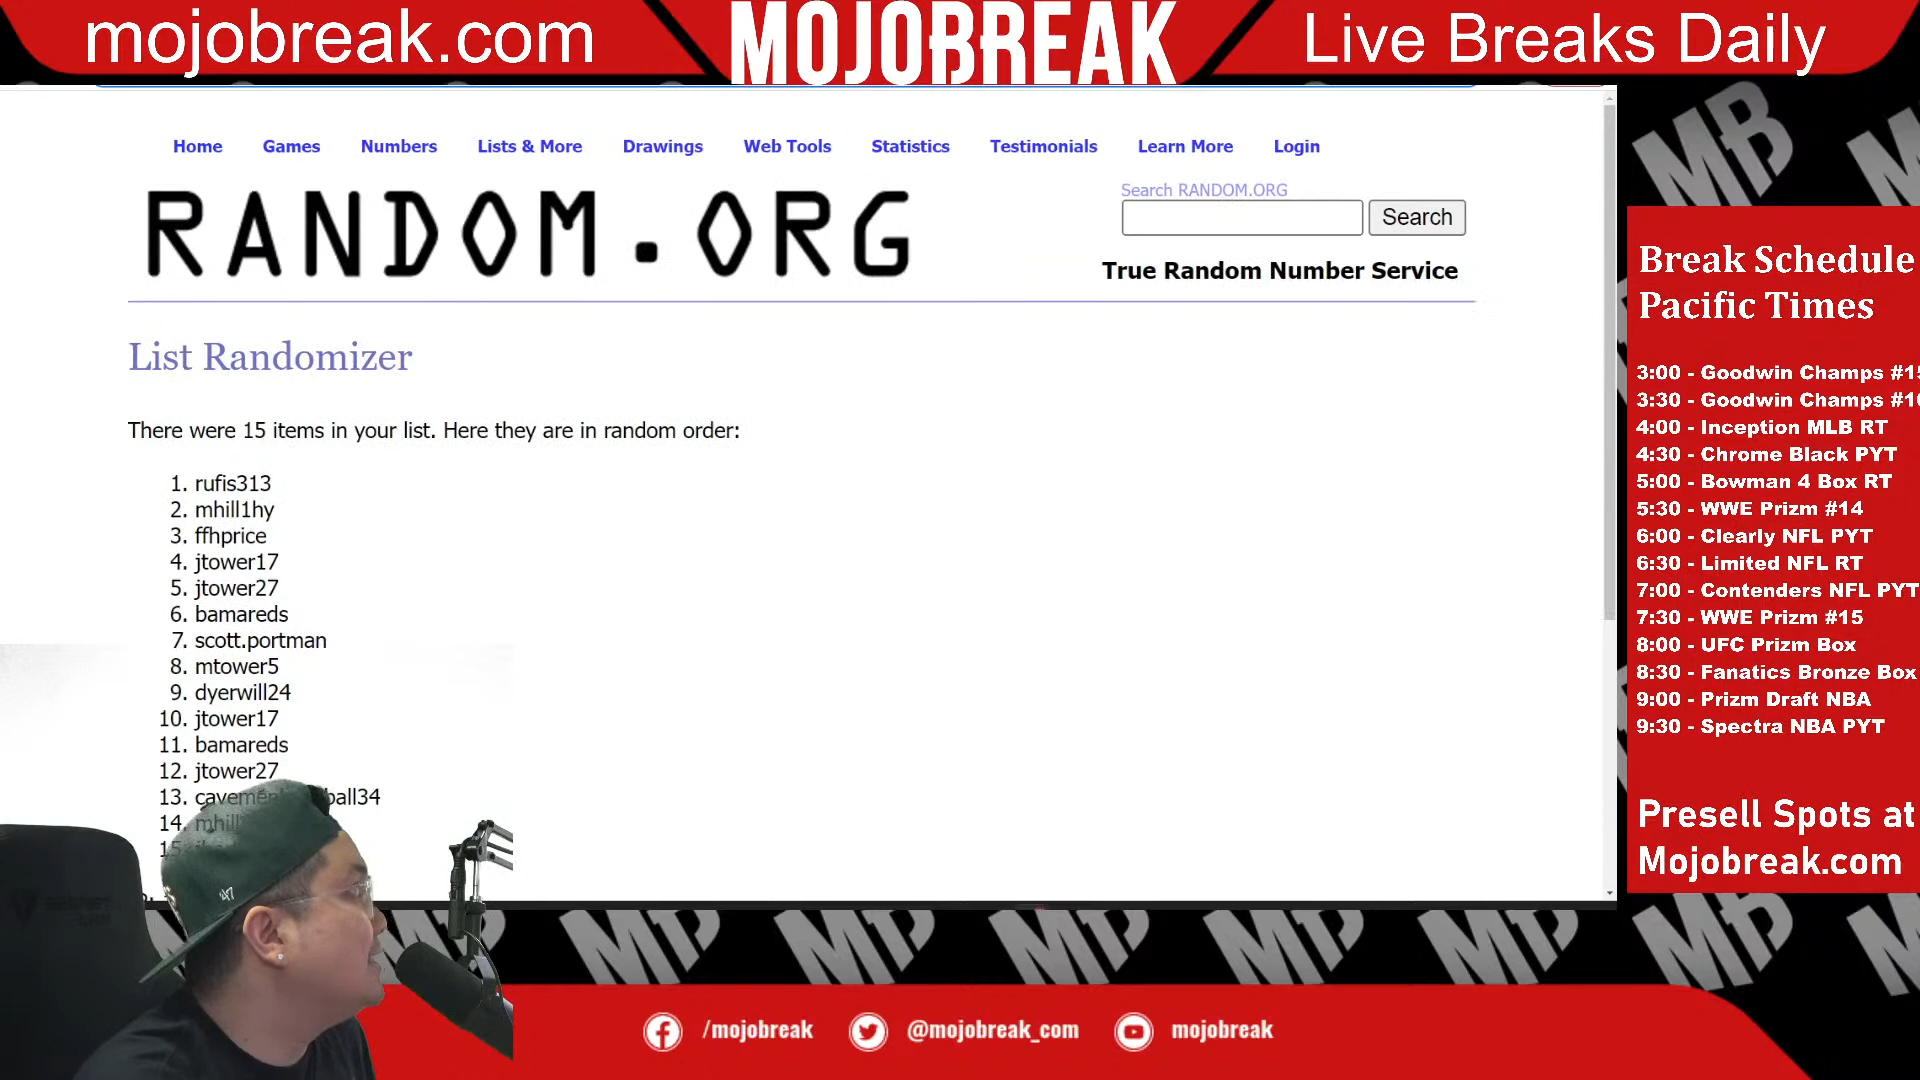 mojobreak.com
MOJOBREAK
Live Breaks Daily
Home Games Numbers Lists & More Drawings Web Tools Statistics Testimonials Learn More Login
RANDOM.ORG
Search RANDOM.ORG
Search
True Random Number Service
List Randomizer
There were 15 items in your list. Here they are in random order:
1. rufis313
2. mhill1hy
3. ffhprice
4. jtower17
5. jtower27
6. bamareds
7. scott.portman
8. mtower5
9. dyerwill24
10. jtower17
11. bamareds
12. jtower27
13.
14.
15.
Break Schedule
Pacific Times
3:00 - Goodwin Champs
3:30 - Goodwin Champs
4:00 - Inception MLB RT
4:30 - Chrome Black PYT
5:00 - Bowman 4 Box RT
5:30 - WWE Prizm #14
6:00 - Clearly NFL PYT
6:30 - Limited NFL RT
7:00 - Contenders NFL PYT
7:30 - WWE Prizm #15
8:00 - UFC Prizm Box
8:30 - Fanatics Bronze Box
9:00 - Prizm Draft NBA
9:30 - Spectra NBA PYT
Presell Spots at
Mojobreak.com
/mojobreak @mojobreak_com mojobreak